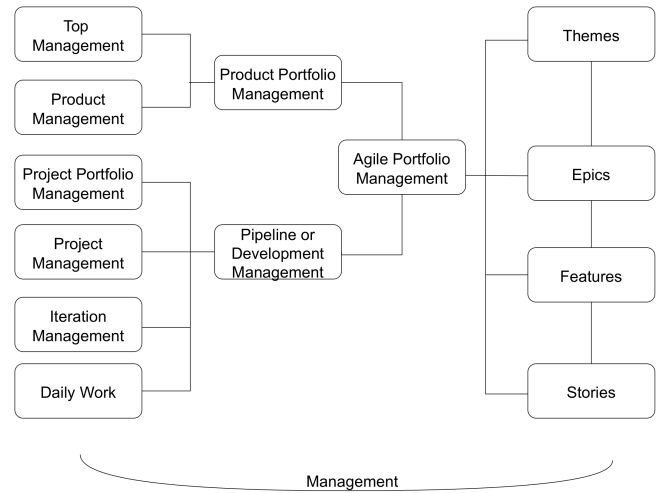 Top
Management
Product
Management
Project Portfolio
Management
Project
Management
Iteration
Management
Daily Work
Product Portfolio
Management
Pipeline or
Development
Management
Agile Portfolio
Management
Themes
Epics
Features
Stories
Management